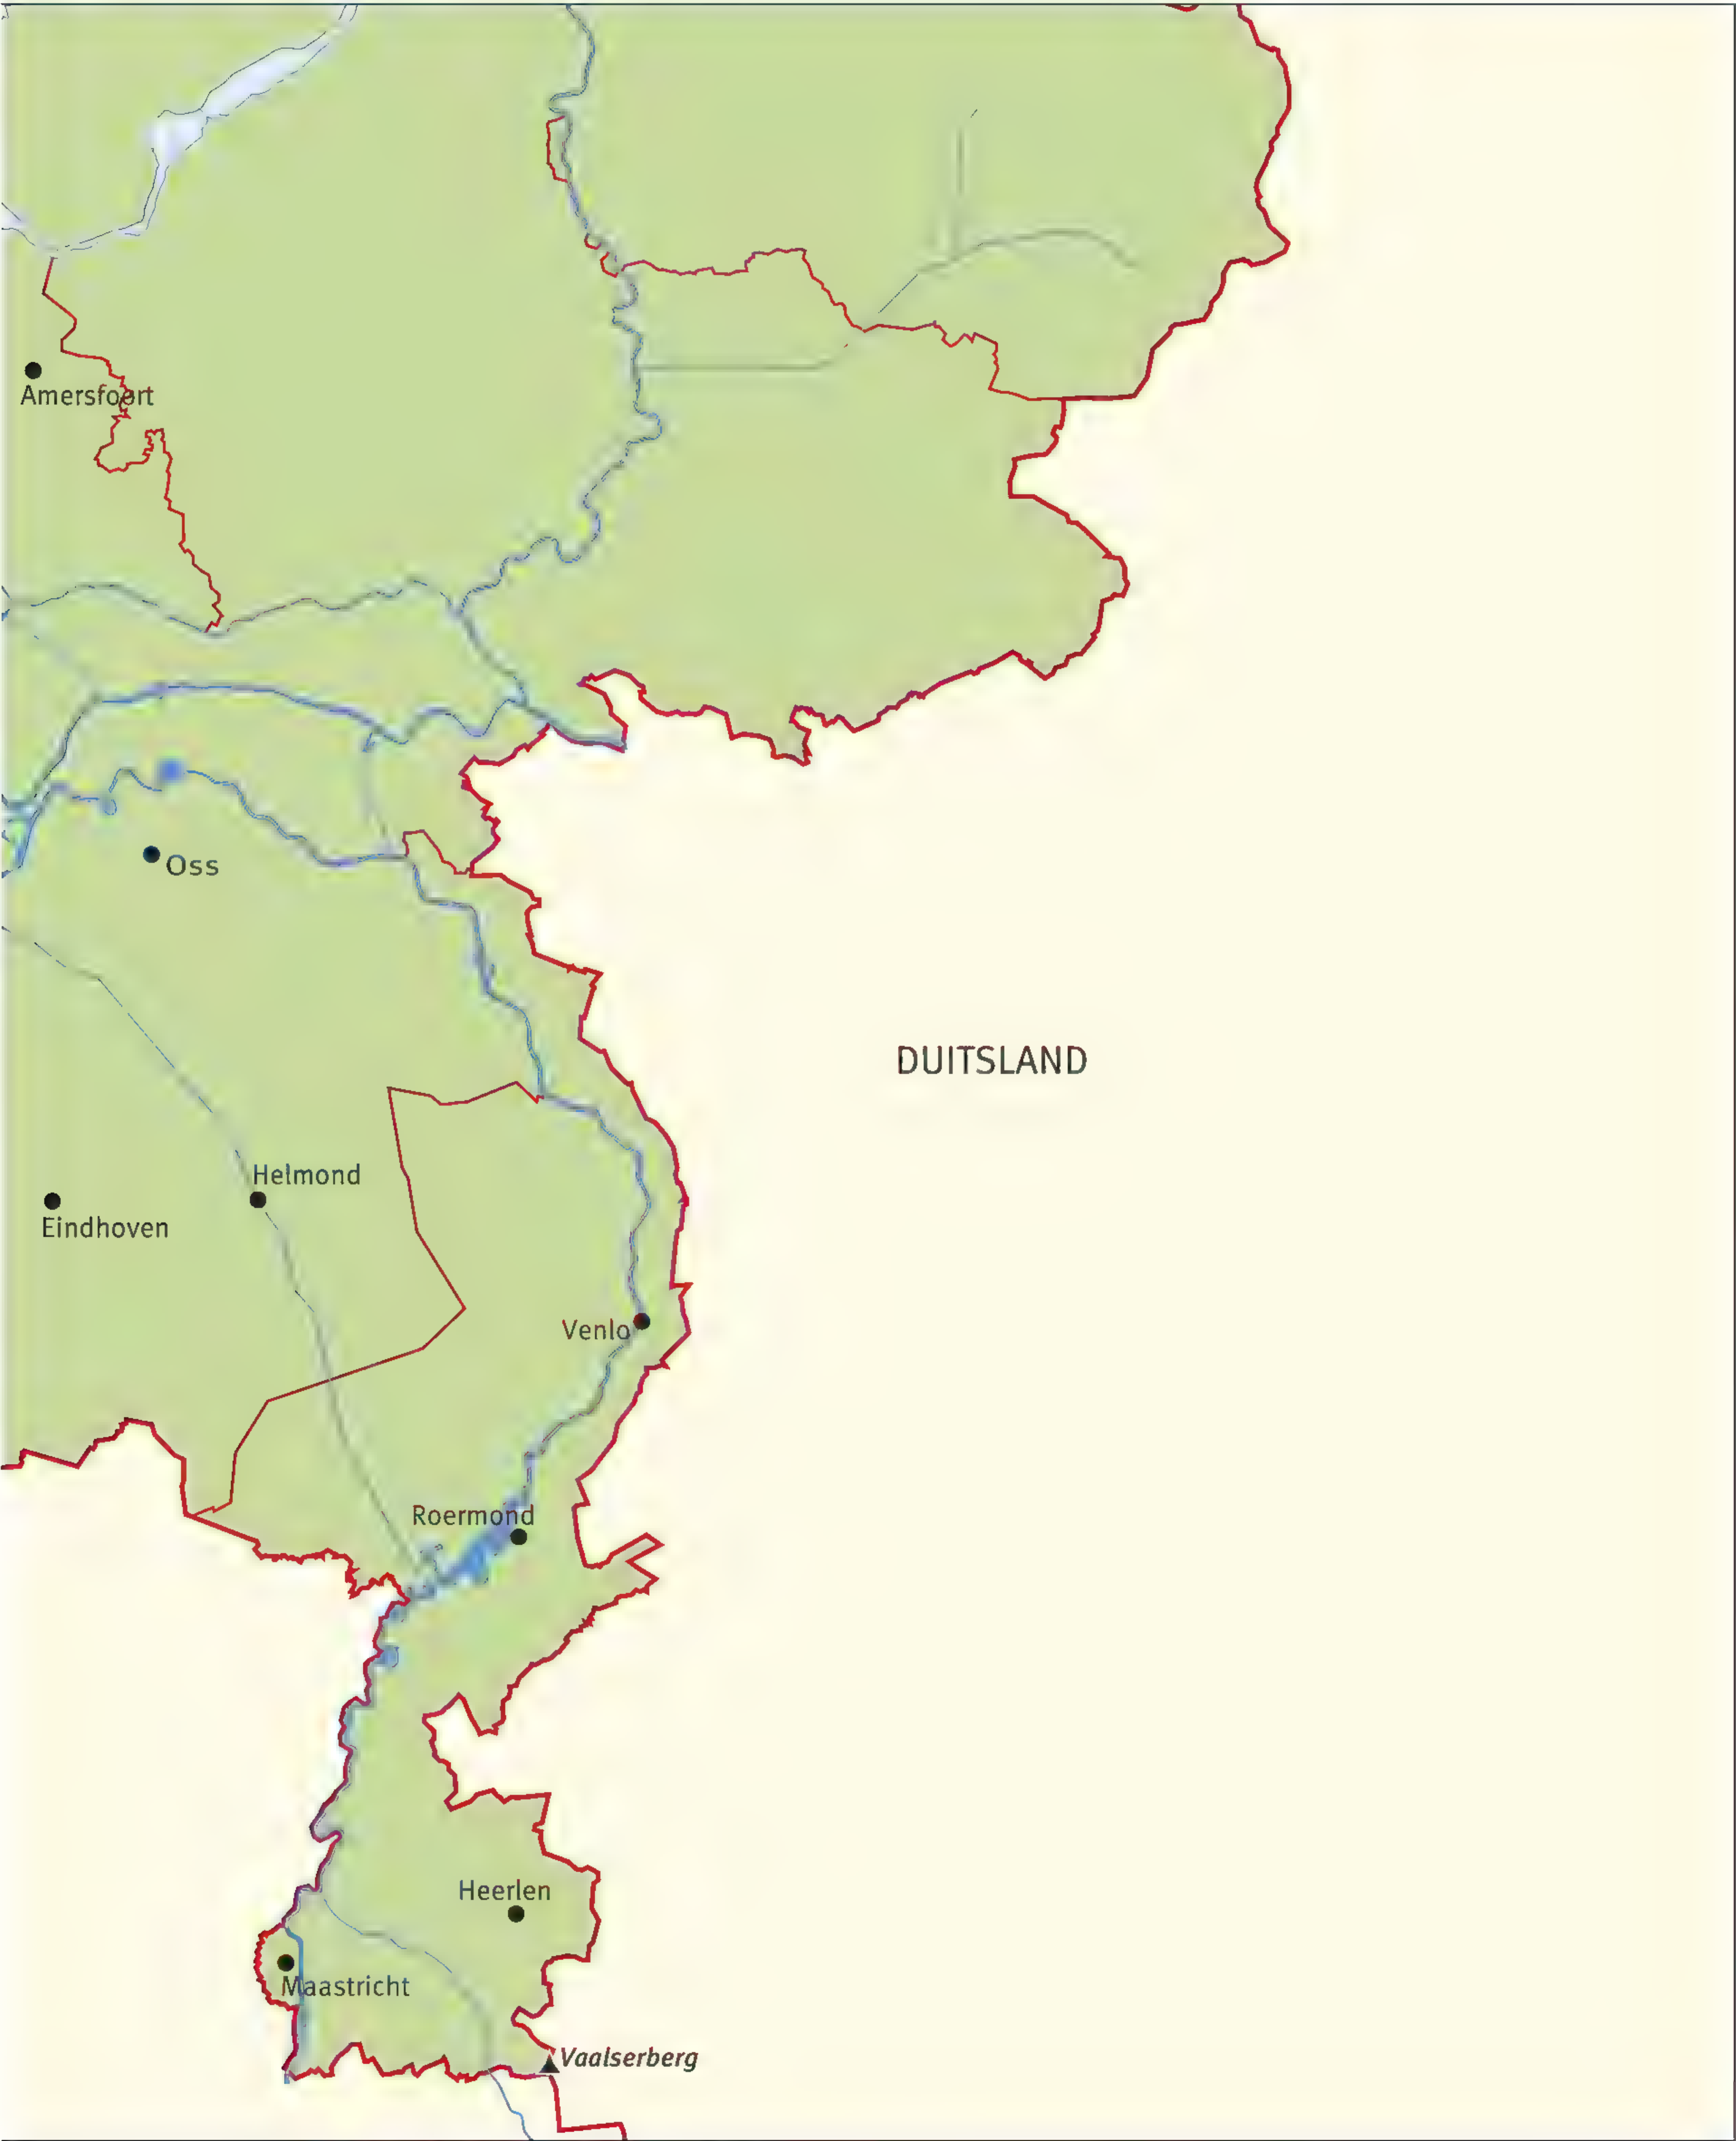 Amersfoort
Oss
DUITSLAND
Helmond
Eindhoven
Venlo
Roermond
Heerlen
Maastricht
Vaalserberg